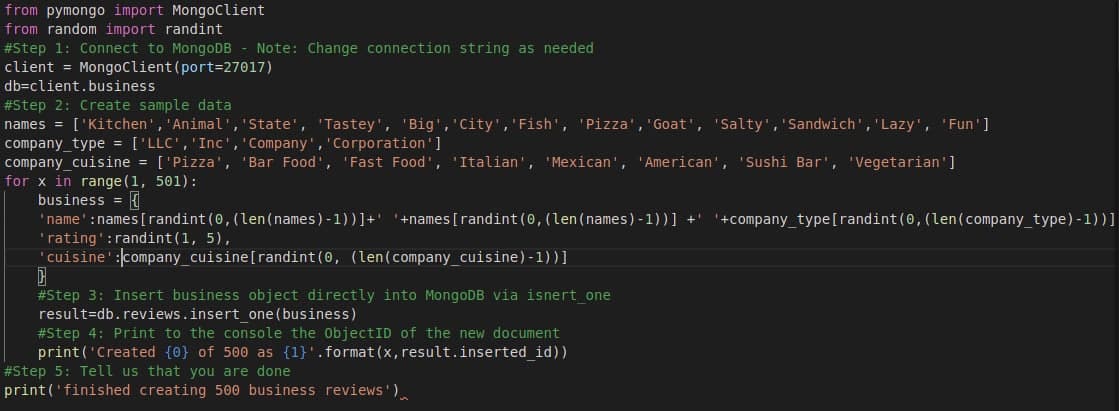 from pymongo import MongoClient
from random import randint
#Step 1: Connect to MongoDB - Note: Change connection string as needed
client = MongoClient(port=27017)
db=client.business
#Step 2: Create sample data
names = ['Kitchen','Animal','State', 'Tastey', 'Big','City','Fish', 'Pizza','Goat', 'Salty','Sandwich','Lazy', 'Fun']
company_type = ['LLC','Inc','Company','Corporation']
company_cuisine = ['Pizza', 'Bar Food', 'Fast Food', 'Italian', 'Mexican', 'American', 'Sushi Bar', 'Vegetarian']
for x in range(1, 501):
    business = {
    'name':names[randint(0,(len(names)-1))]+' '+names[randint(0,(len(names)-1))] +' '+company_type[randint(0,(len(company_type)-1))]
    'rating':randint(1, 5),
    'cuisine':company_cuisine[randint(0, (len(company_cuisine)-1))]
    }
    #Step 3: Insert business object directly into MongoDB via isnert_one
    result=db.reviews.insert_one(business)
    #Step 4: Print to the console the ObjectID of the new document
    print('Created {0} of 500 as {1}'.format(x,result.inserted_id))
#Step 5: Tell us that you are done
print('finished creating 500 business reviews')